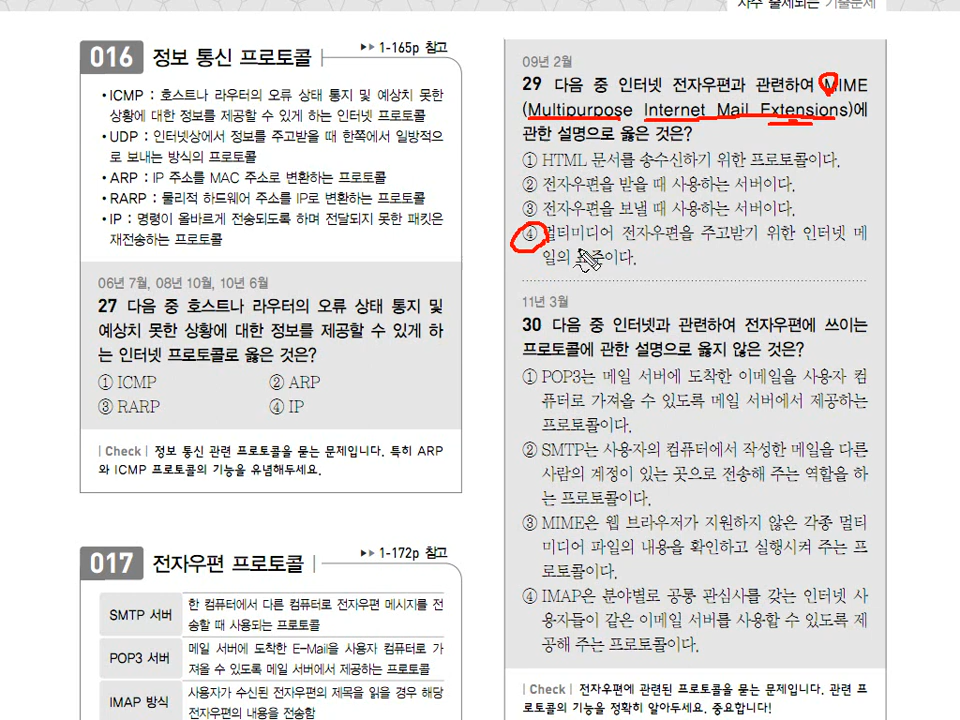 자주 출제되는 기출문제
016 정보 통신 프로토콜 ▶▶ 1-165p 참고
• ICMP : 호스트나 라우터의 오류 상태 통지 및 예상치 못한
상황에 대한 정보를 제공할 수 있게 하는 인터넷 프로토콜
• UDP : 인터넷상에서 정보를 주고받을 때 한쪽에서 일방적으
로 보내는 방식의 프로토콜
• ARP : IP 주소를 MAC 주소로 변환하는 프로토콜
• RARP : 물리적 하드웨어 주소를 IP로 변환하는 프로토콜
• IP : 명령이 올바르게 전송되도록 하며 전달되지 못한 패킷은
재전송하는 프로토콜
06년 7월, 08년 10월, 10년 6월
27 다음 중 호스트나 라우터의 오류 상태 통지 및
예상치 못한 상황에 대한 정보를 제공할 수 있게 하
는 인터넷 프로토콜로 옳은 것은?
① ICMP ② ARP
③ RARP ④ IP
| Check | 정보 통신 관련 프로토콜을 묻는 문제입니다. 특히 ARP
와 ICMP 프로토콜의 기능을 유념해두세요.
017 전자우편 프로토콜 ▶▶ 1-172p 참고
SMTP 서버 한 컴퓨터에서 다른 컴퓨터로 전자우편 메시지를 전
송할 때 사용되는 프로토콜
POP3 서버 메일 서버에 도착한 E-Mail을 사용자 컴퓨터로 가
져올 수 있도록 메일 서버에서 제공하는 프로토콜
IMAP 방식 사용자가 수신된 전자우편의 제목을 읽을 경우 해당
전자우편의 내용을 전송함
09년 2월
29 다음 중 인터넷 전자우편과 관련하여 MIME
(Multipurpose Internet Mail Extensions)에
관한 설명으로 옳은 것은?
① HTML 문서를 송수신하기 위한 프로토콜이다.
② 전자우편을 받을 때 사용하는 서버이다.
③ 전자우편을 보낼 때 사용하는 서버이다.
④ 멀티미디어 전자우편을 주고받기 위한 인터넷 메
일의 표준이다.
11년 3월
30 다음 중 인터넷과 관련하여 전자우편에 쓰이는
프로토콜에 관한 설명으로 옳지 않은 것은?
① POP3는 메일 서버에 도착한 이메일을 사용자 컴
퓨터로 가져올 수 있도록 메일 서버에서 제공하는
프로토콜이다.
② SMTP는 사용자의 컴퓨터에서 작성한 메일을 다른
사람의 계정이 있는 곳으로 전송해 주는 역할을 하
는 프로토콜이다.
③ MIME은 웹 브라우저가 지원하지 않은 각종 멀티
미디어 파일의 내용을 확인하고 실행시켜 주는 프
로토콜이다.
④ IMAP은 분야별로 공통 관심사를 갖는 인터넷 사
용자들이 같은 이메일 서버를 사용할 수 있도록 제
공해 주는 프로토콜이다.
| Check | 전자우편에 관련된 프로토콜을 묻는 문제입니다. 관련 프
로토콜의 기능을 정확히 알아두세요. 중요합니다!